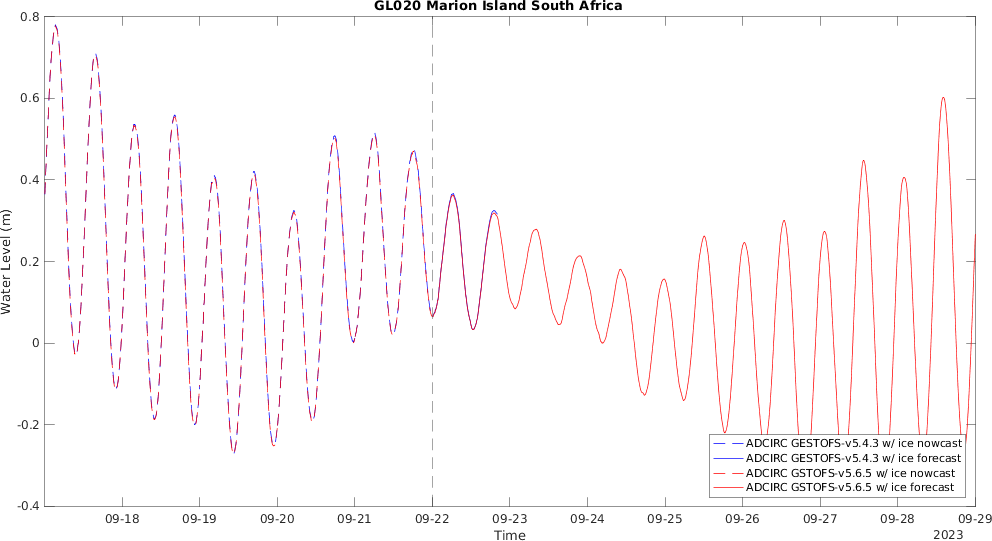 GL020 Marion Island South Africa
0.8
0.6
0.4
0.2
0
-0.2
-0.4
Water Level (m)
ADCIRC GESTOFS-v5.4.3 w/ ice nowcast
ADCIRC GESTOFS-v5.4.3 w/ ice forecast
ADCIRC GSTOFS-v5.6.5 w/ ice nowcast
ADCIRC GSTOFS-v5.6.5 w/ ice forecast
09-18 09-19 09-20 09-21 09-22 09-23 09-24 09-25 09-26 09-27 09-28 09-29
Time
2023